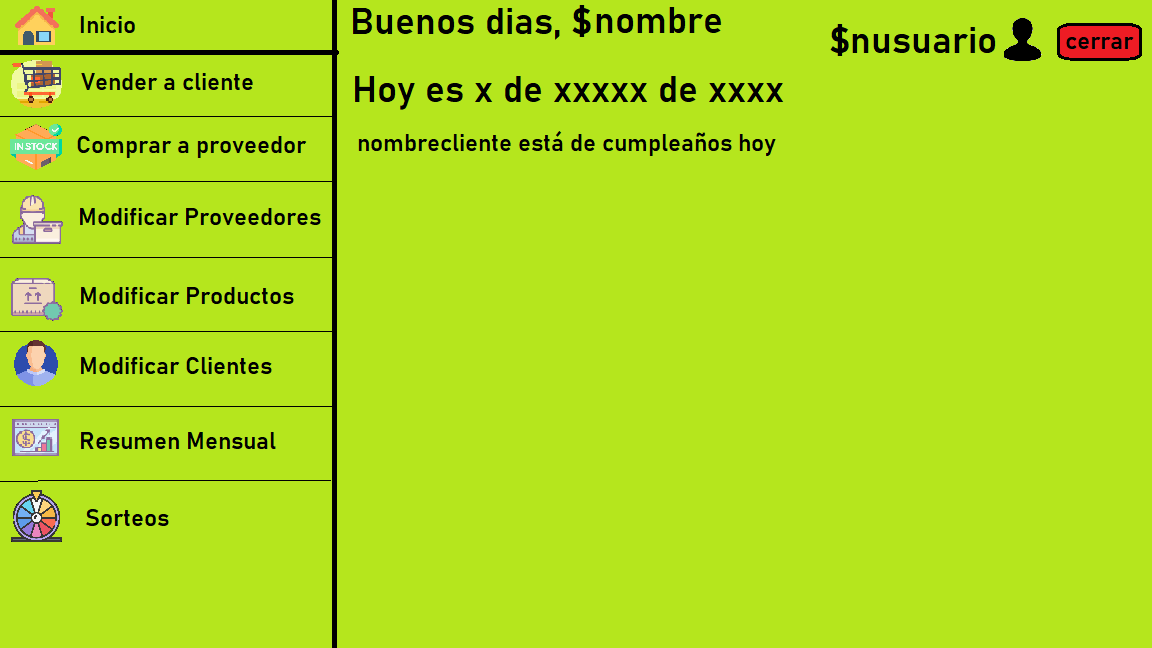 Inicio
Vender a cliente
INSTOCK
Comprar a proveedor
Modificar Proveedores
Modificar Productos
Modificar Clientes
$
Resumen Mensual
Sorteos
Buenos dias, $nombre
$nusuario
cerrar
Hoy es x de xxxxx de xxxx
nombrecliente está de cumpleaños hoy